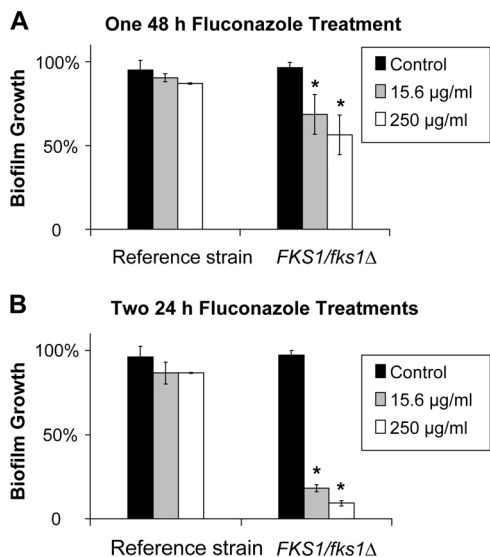 A
One 48 h Fluconazole Treatment
Biofilm Growth
100%
50%
0
* *
Control
15.6 µg/ml
250 µg/ml
Reference strain FKS1/fks1Δ
B
Two 24 h Fluconazole Treatments
Biofilm Growth
100%
50%
0
* *
Control
15.6 µg/ml
250 µg/ml
Reference strain FKS1/fks1Δ